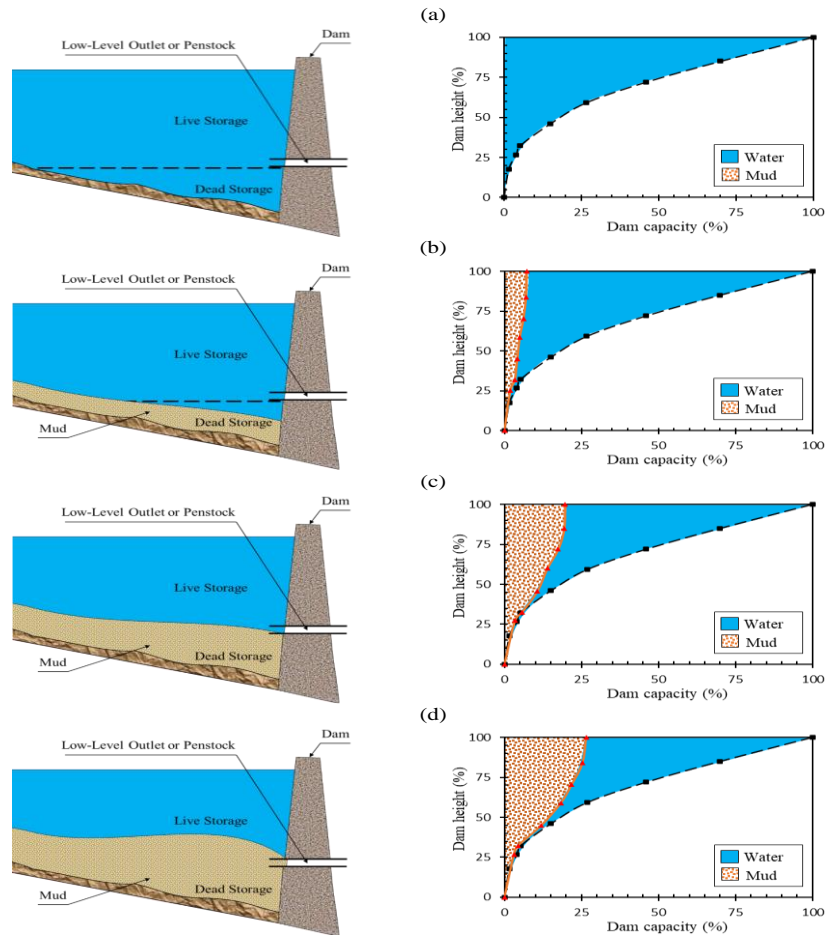 (a)
Low-Level Outlet or Penstock
Dam
Live Storage
Dead Storage
100
75
50
25
0
Dam height (%)
Water
Mud
0
25
50
75
100
Dam capacity (%)
(b)
Low-Level Outlet or Penstock
Dam
Live Storage
Mud
Dead Storage
100
75
50
25
0
Dam height (%)
Water
Mud
0
25
50
75
100
Dam capacity (%)
(c)
Low-Level Outlet or Penstock
Dam
Live Storage
Mud
Dead Storage
100
75
50
25
0
Dam height (%)
Water
Mud
0
25
50
75
100
Dam capacity (%)
(d)
Low-Level Outlet or Penstock
Dam
Live Storage
Mud
Dead Storage
100
75
50
25
0
Dam height (%)
Water
Mud
0
25
50
75
100
Dam capacity (%)